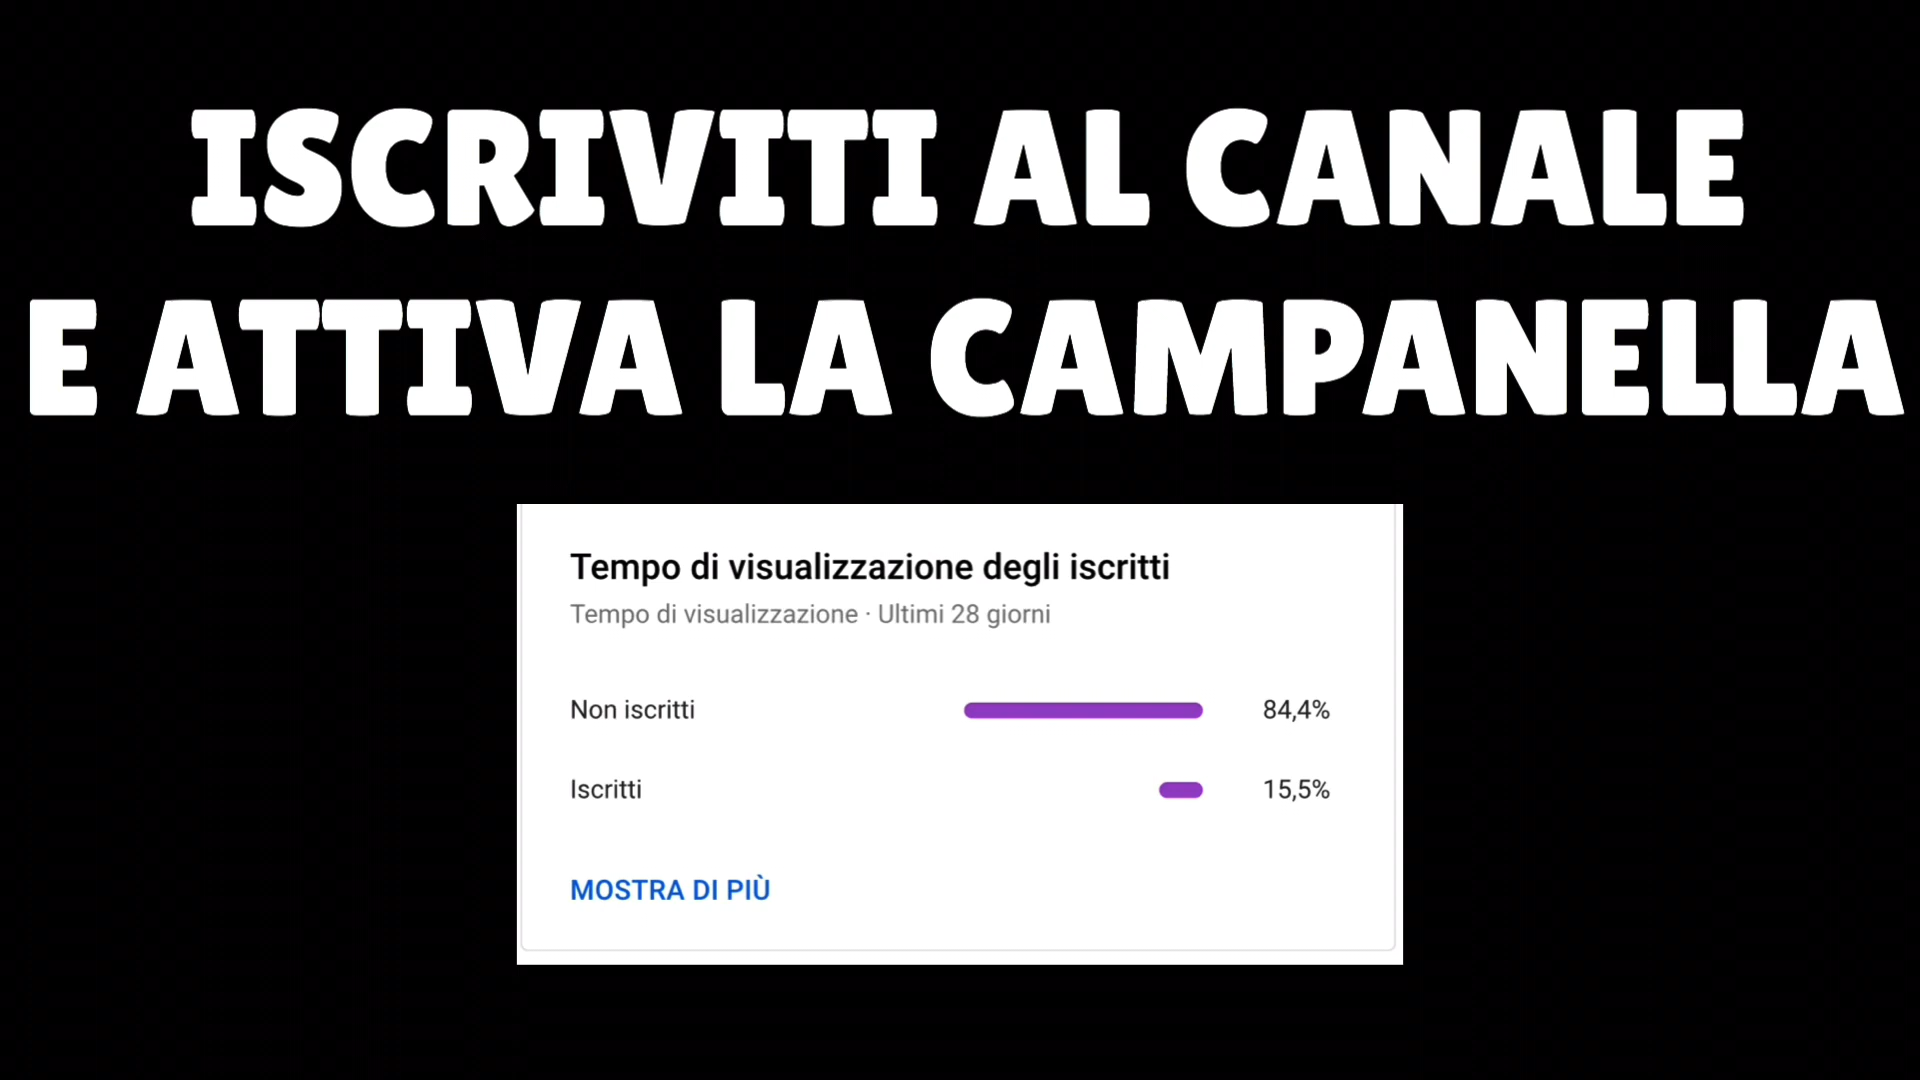 ISCRIVITI AL CANALE
E ATTIVA LA CAMPANELLA
Tempo di visualizzazione degli iscritti
Tempo di visualizzazione · Ultimi 28 giorni
Non iscritti 84,4%
Iscritti 15,5%
MOSTRA DI PIÙ